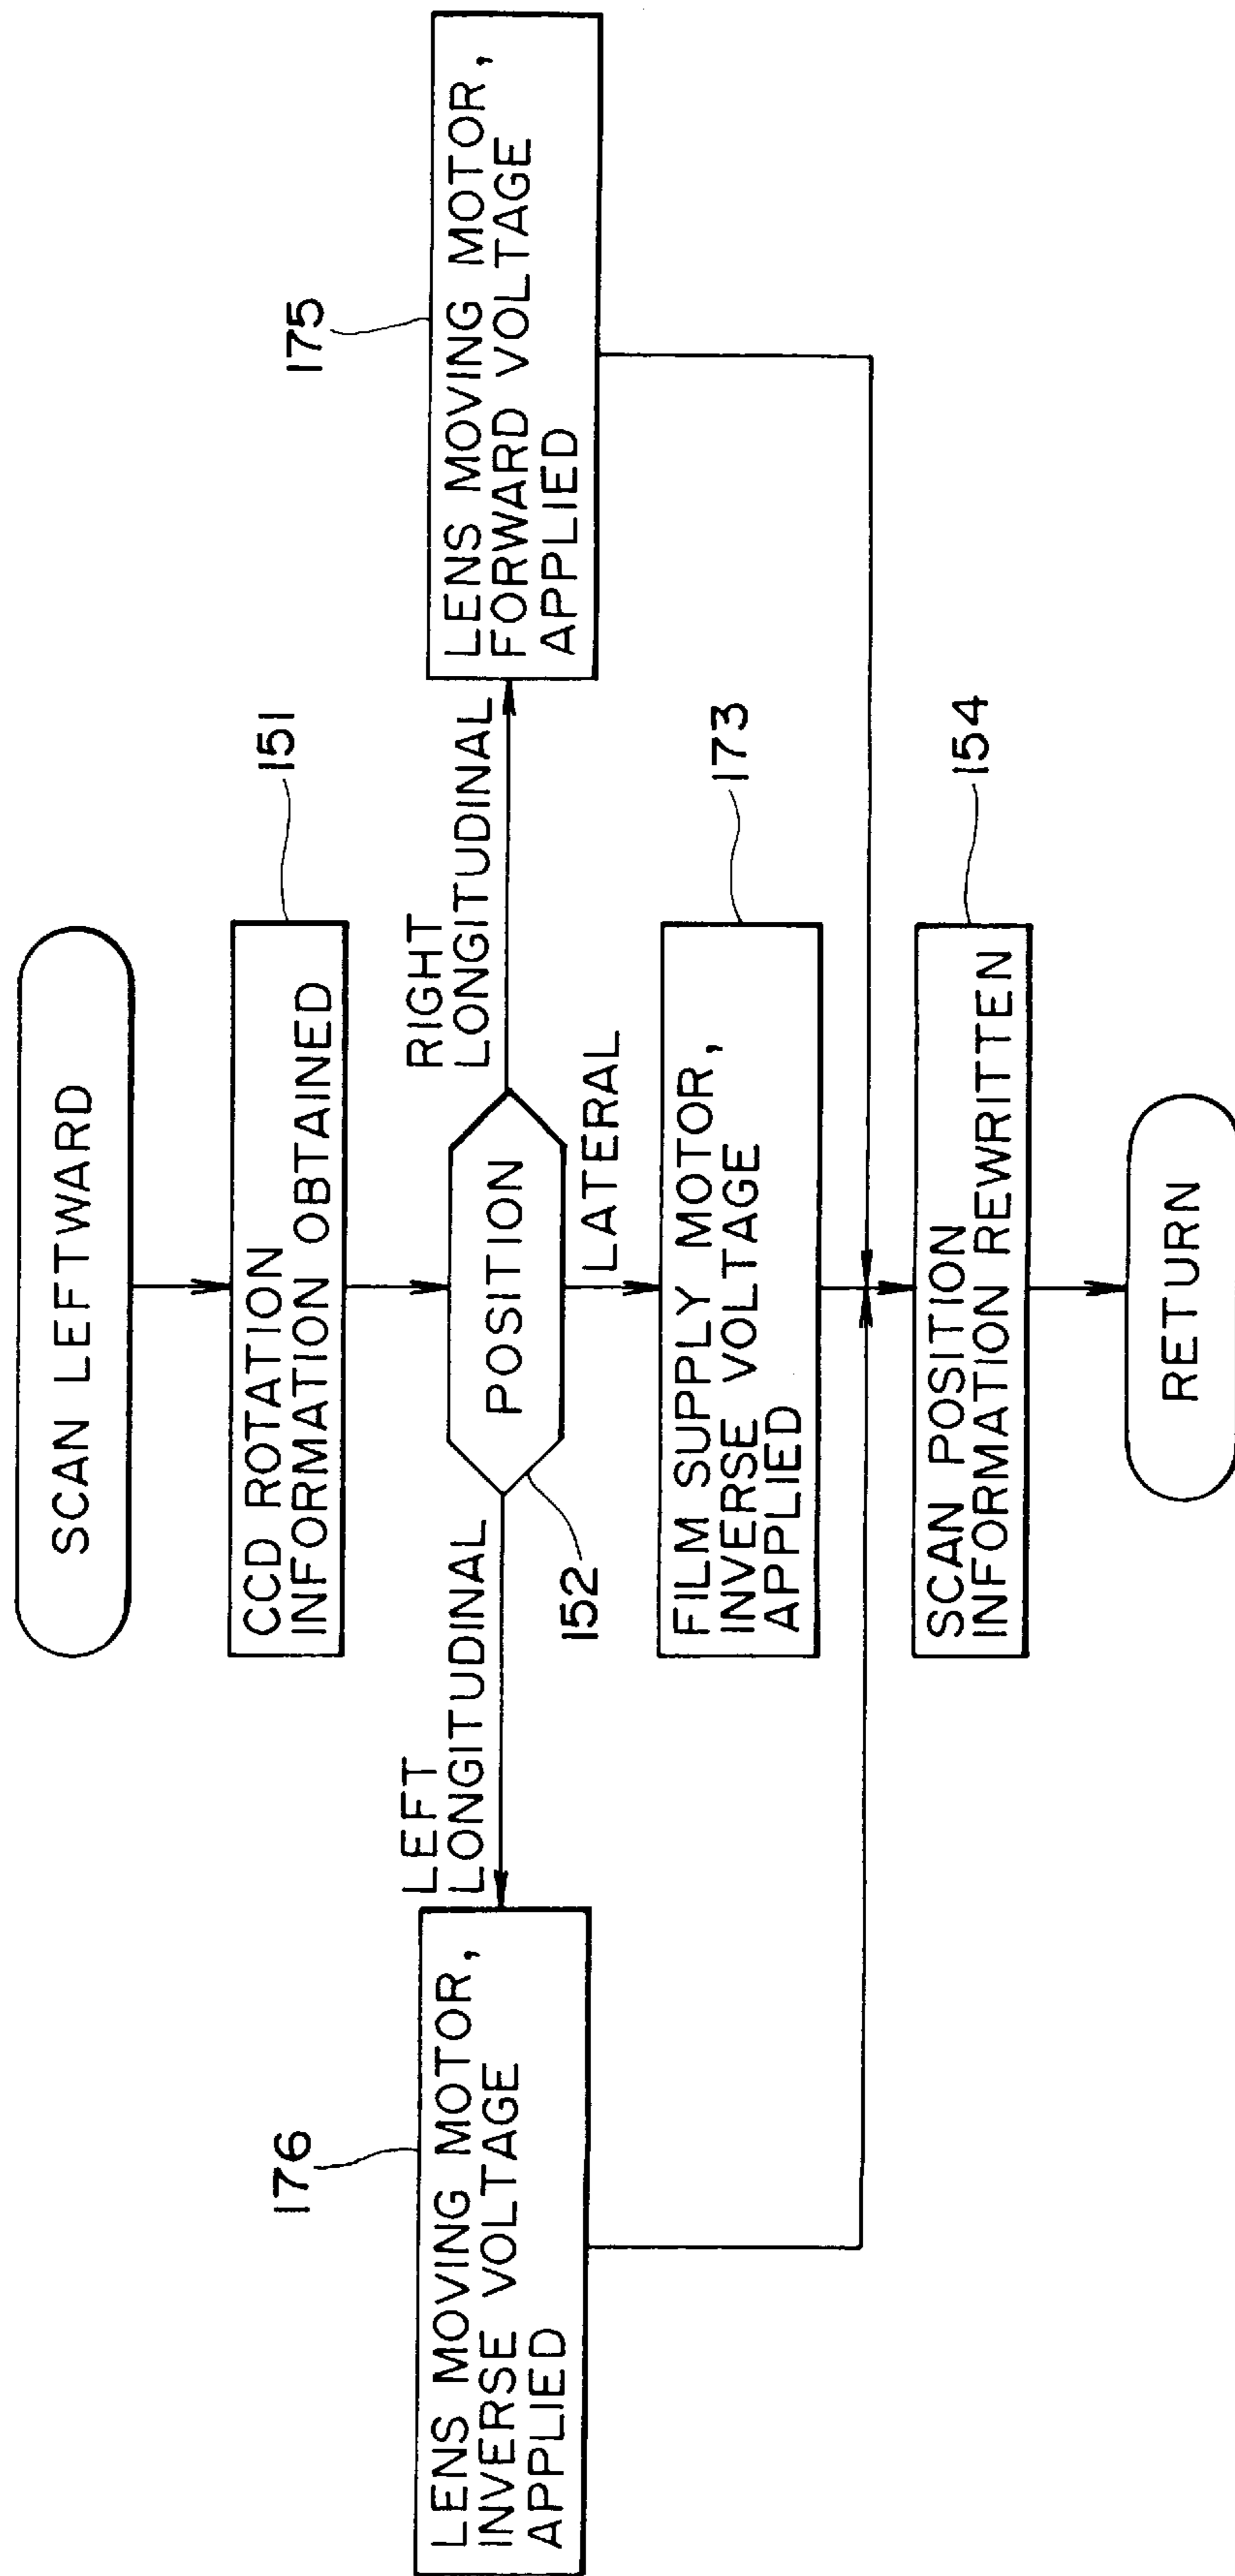 SCAN LEFTWARD
151
CCD ROTATION
INFORMATION OBTAINED
152
POSITION
LEFT
LONGITUDINAL
RIGHT
LONGITUDINAL
LATERAL
176
LENS MOVING MOTOR,
INVERSE VOLTAGE
APPLIED
175
LENS MOVING MOTOR,
FORWARD VOLTAGE
APPLIED
173
FILM SUPPLY MOTOR,
INVERSE VOLTAGE
APPLIED
154
SCAN POSITION
INFORMATION REWRITTEN
RETURN